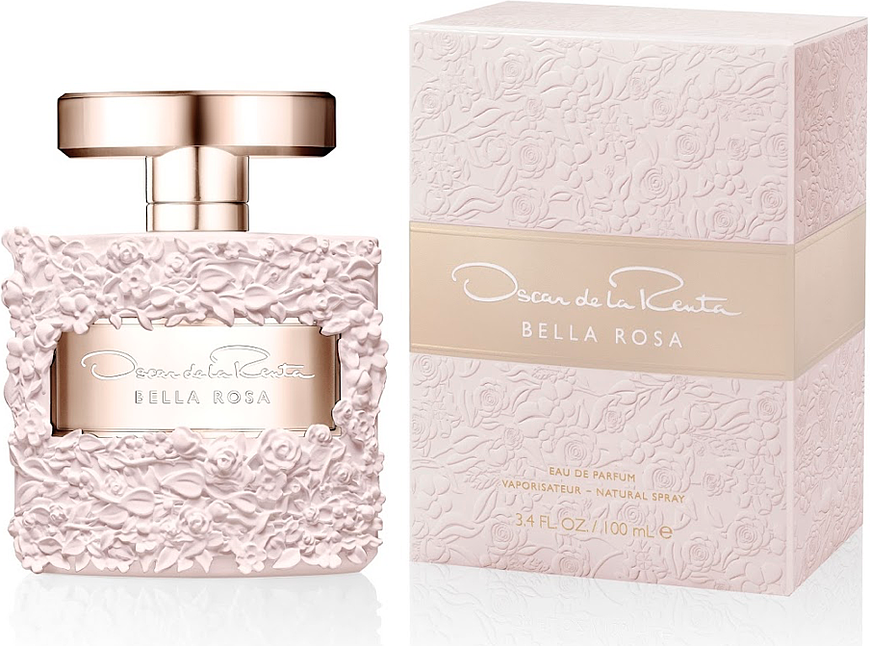 Oscar de la Renta
BELLA ROSA
Oscar de la Renta
BELLA ROSA
EAU DE PARFUM
VAPORISATEUR – NATURAL SPRAY
3.4 FL. OZ. / 100 mL ℮